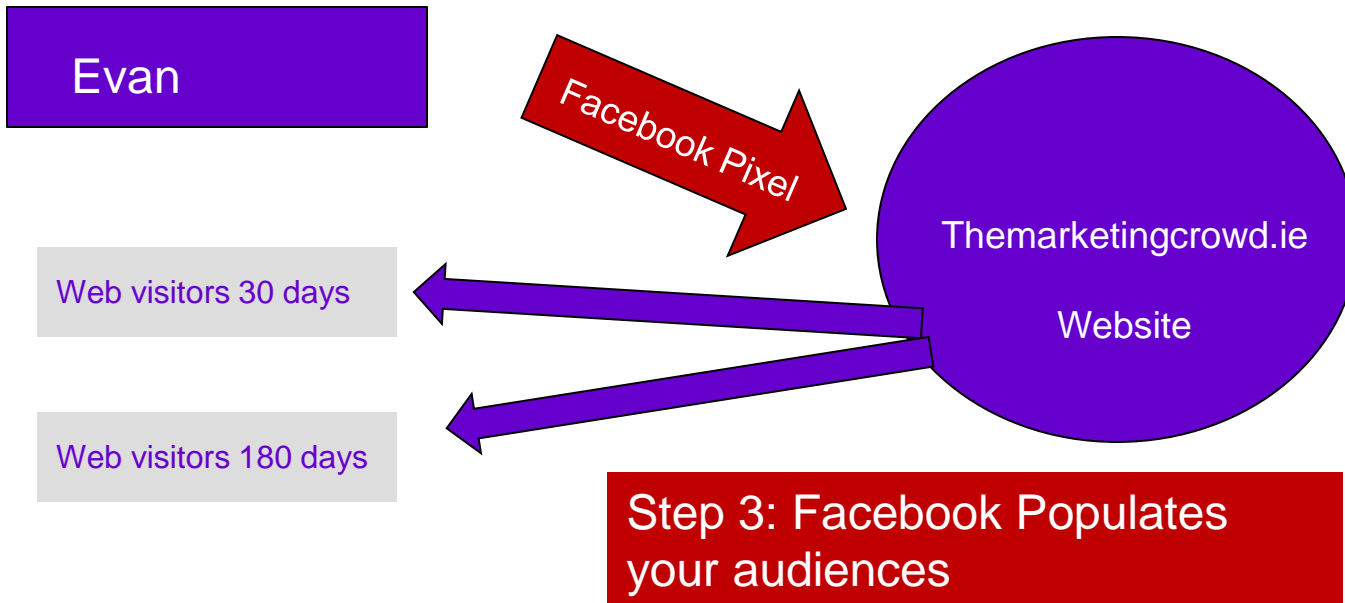 Evan
Facebook Pixel
Themarketingcrowd.ie
Website
Web visitors 30 days
Web visitors 180 days
Step 3: Facebook Populates
your audiences